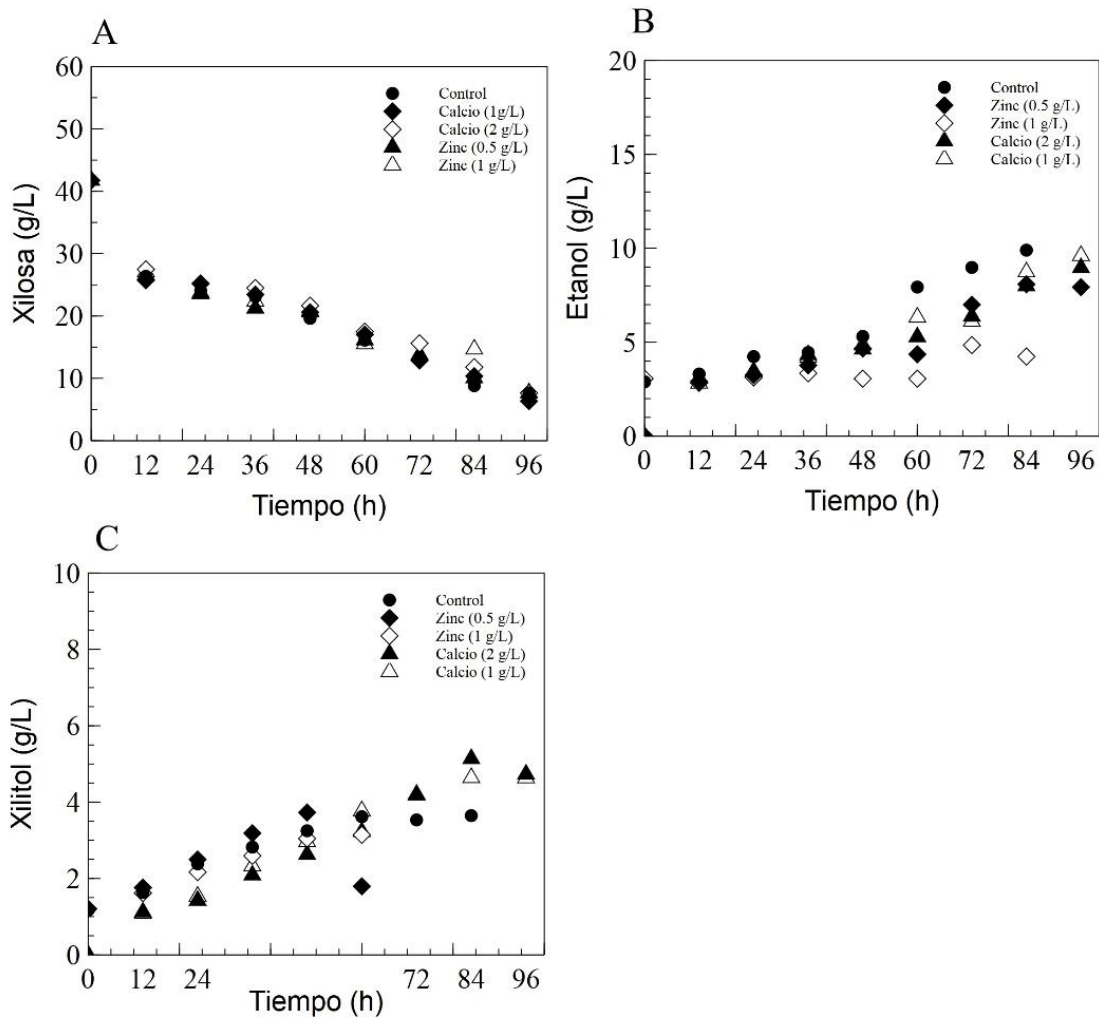 A
60
50
40
30
20
10
0
Xilosa (g/L)
Control
Calcio (1g/L)
Calcio (2 g/L)
Zinc (0.5 g/L)
Zinc (1 g/L)
0 12 24 36 48 60 72 84 96
Tiempo (h)
B
20
15
10
5
0
Etanol (g/L)
Control
Zinc (0.5 g/L)
Zinc (1 g/L)
Calcio (2 g/L)
Calcio (1 g/L)
0 12 24 36 48 60 72 84 96
Tiempo (h)
C
10
8
6
4
2
0
Xilitol (g/L)
Control
Zinc (0.5 g/L)
Zinc (1 g/L)
Calcio (2 g/L)
Calcio (1 g/L)
0 12 24 72 84 96
Tiempo (h)